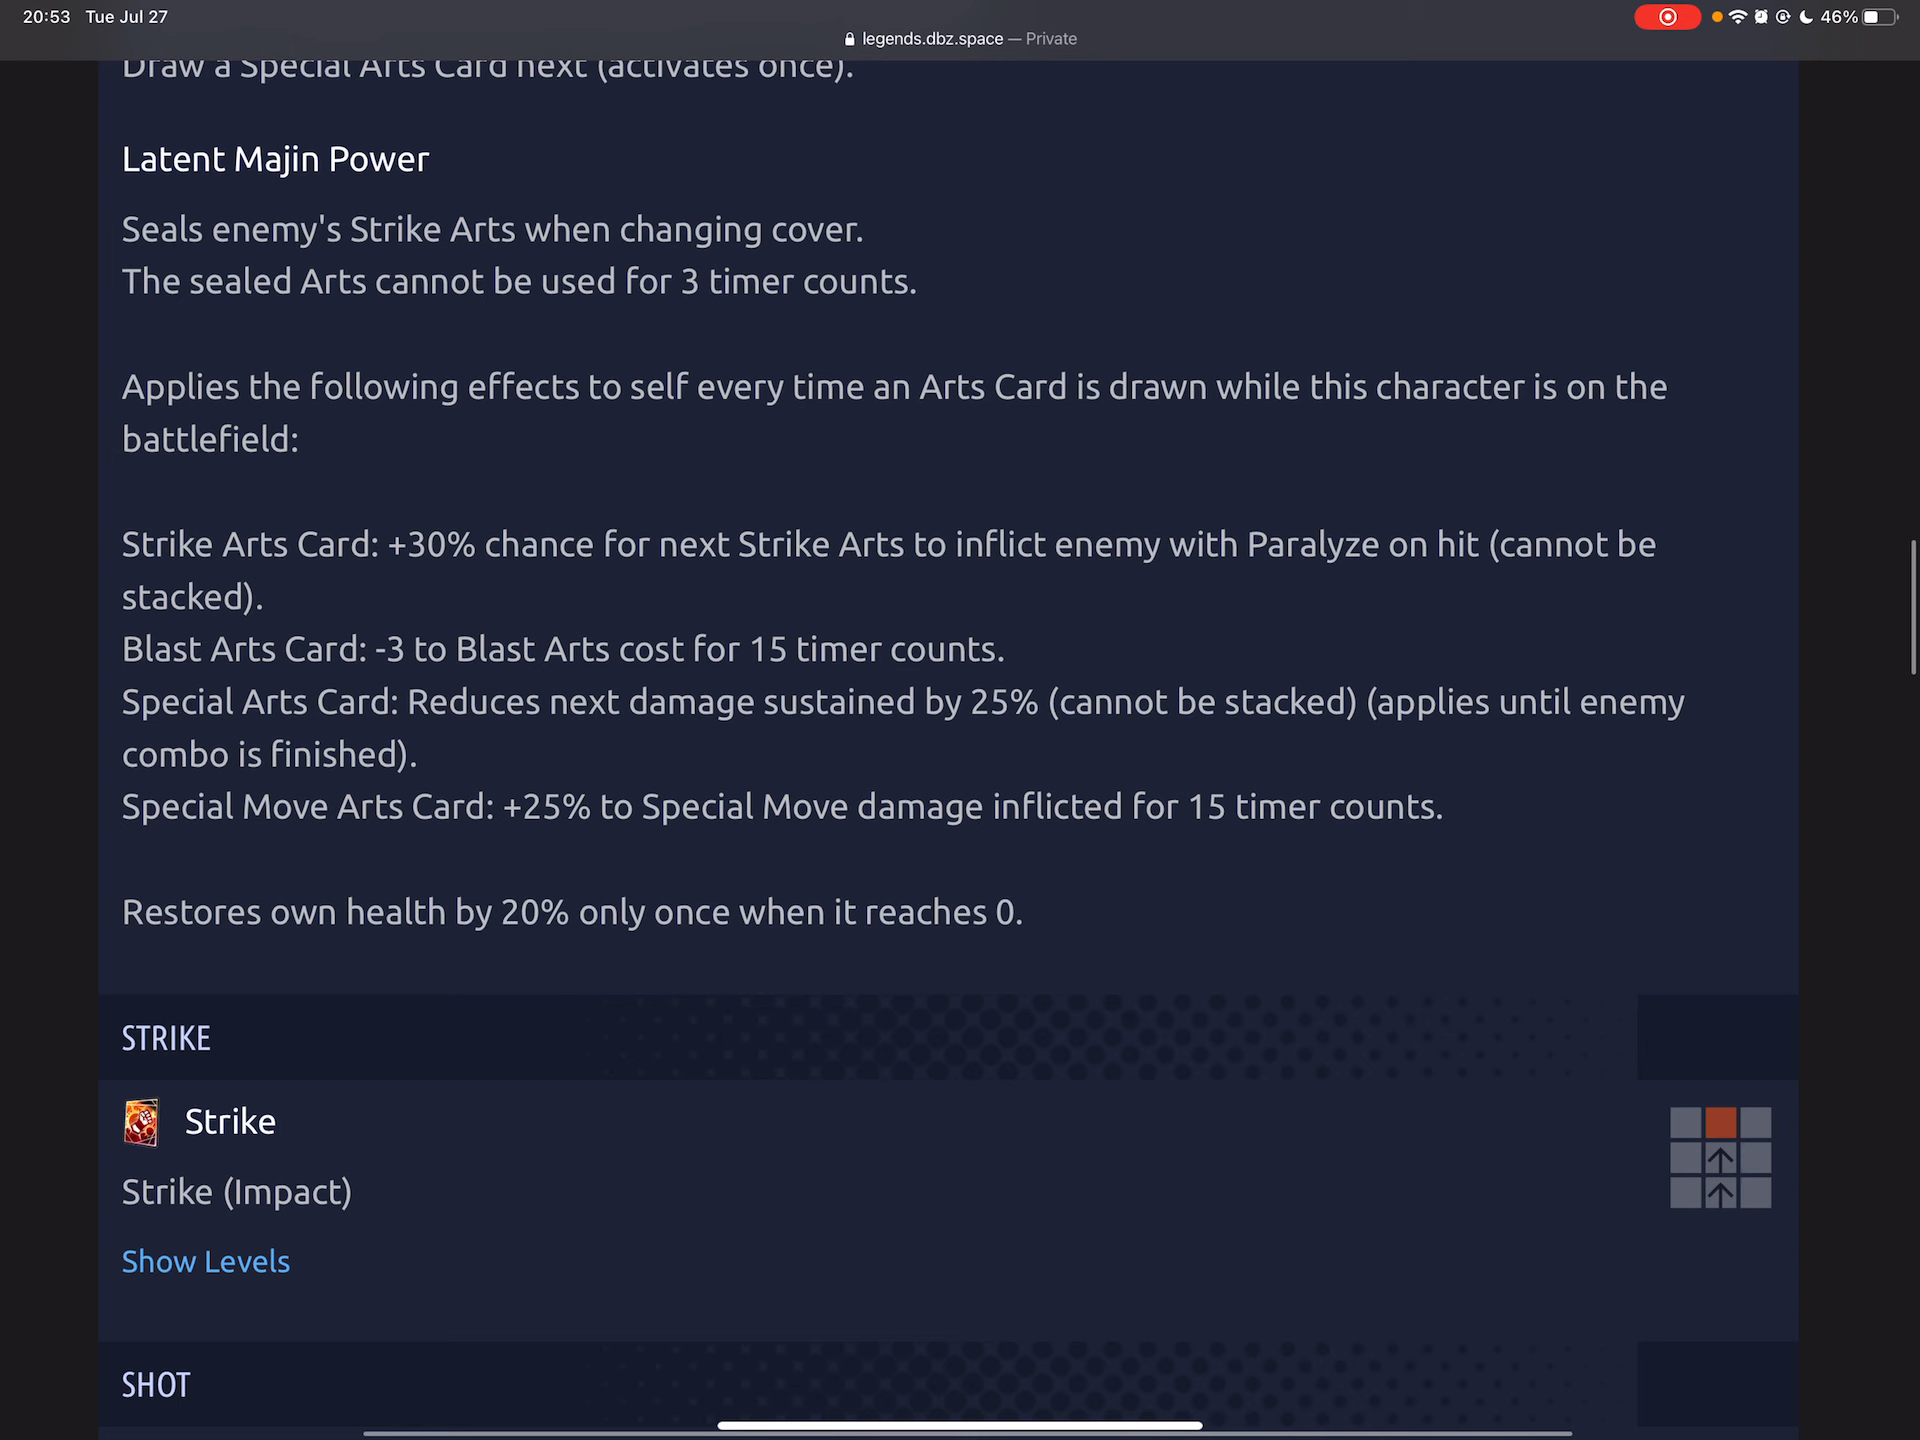 20:53 Tue Jul 27
46%
legends.dbz.space — Private
Draw a Special Arts Card next (activates once).
Latent Majin Power
Seals enemy's Strike Arts when changing cover.
The sealed Arts cannot be used for 3 timer counts.
Applies the following effects to self every time an Arts Card is drawn while this character is on the
battlefield:
Strike Arts Card: +30% chance for next Strike Arts to inflict enemy with Paralyze on hit (cannot be
stacked).
Blast Arts Card: -3 to Blast Arts cost for 15 timer counts.
Special Arts Card: Reduces next damage sustained by 25% (cannot be stacked) (applies until enemy
combo is finished).
Special Move Arts Card: +25% to Special Move damage inflicted for 15 timer counts.
Restores own health by 20% only once when it reaches 0.
STRIKE
Strike
Strike (Impact)
Show Levels
SHOT